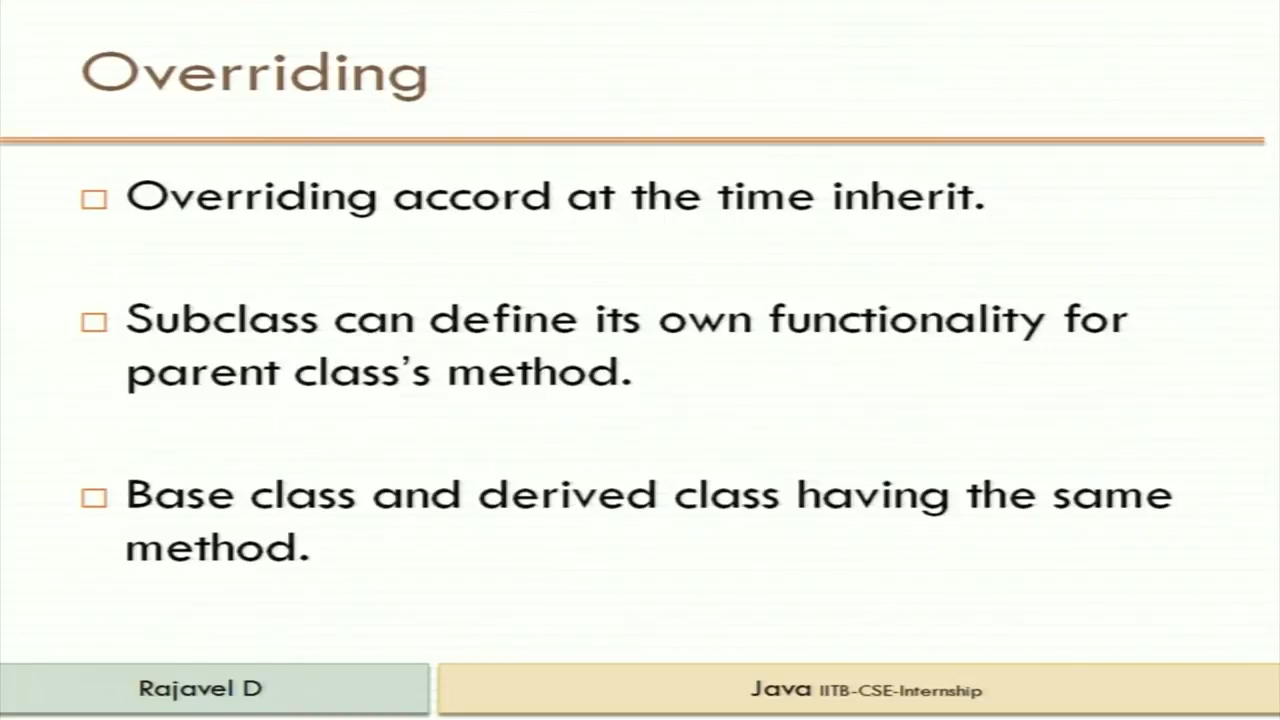 Overriding
Overriding accord at the time inherit.
Subclass can define its own functionality for
parent class’s method.
Base class and derived class having the same
method.
Rajavel D
Java IITB-CSE-Internship